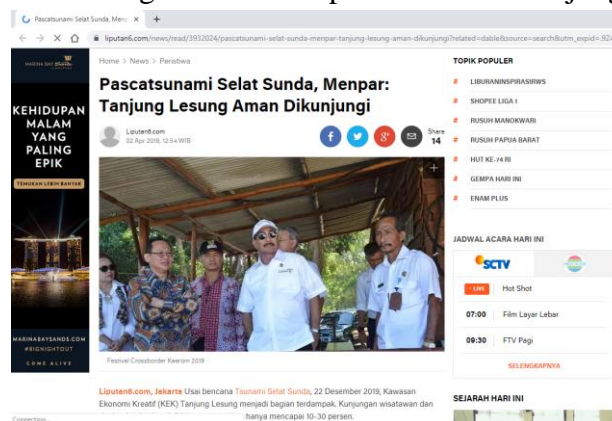 Pascatsunami Selat Sunda, Men
liputan6.com/news/read/3932024/pascatsunami-selat-sunda-menpar-tanjung-lesung-aman-dikunjungi?related=dable&source=search&utm_expid=.9Z4
Home > News > Peristiwa
Pascatsunami Selat Sunda, Menpar:
Tanjung Lesung Aman Dikunjungi
Liputan6.com
02 Apr 2019, 12:54 WIB
Share
14
KEHIDUPAN
MALAM
YANG
PALING
EPIK
TEMUKAN LEBIH BANYAK
MARINABAYSANDS.COM
#BIGNIGHTOUT
COME ALIVE
Festival Crossborder Keerom 2019
Liputan6.com, Jakarta Usai bencana Tsunami Selat Sunda, 22 Desember 2019, Kawasan
Ekonomi Kreatif (KEK) Tanjung Lesung menjadi bagian terdampak. Kunjungan wisatawan dan
hanya mencapai 10-30 persen.
Connecting...
TOPIK POPULER
# LIBURANINSPIRASIRWS
# SHOPEE LIGA 1
# RUSUH MANOKWARI
# RUSUH PAPUA BARAT
# HUT KE-74 RI
# GEMPA HARI INI
# ENAM PLUS
JADWAL ACARA HARI INI
SCTV
LIVE Hot Shot
07:00 Film Layar Lebar
09:30 FTV Pagi
SELENGKAPNYA
SEJARAH HARI INI